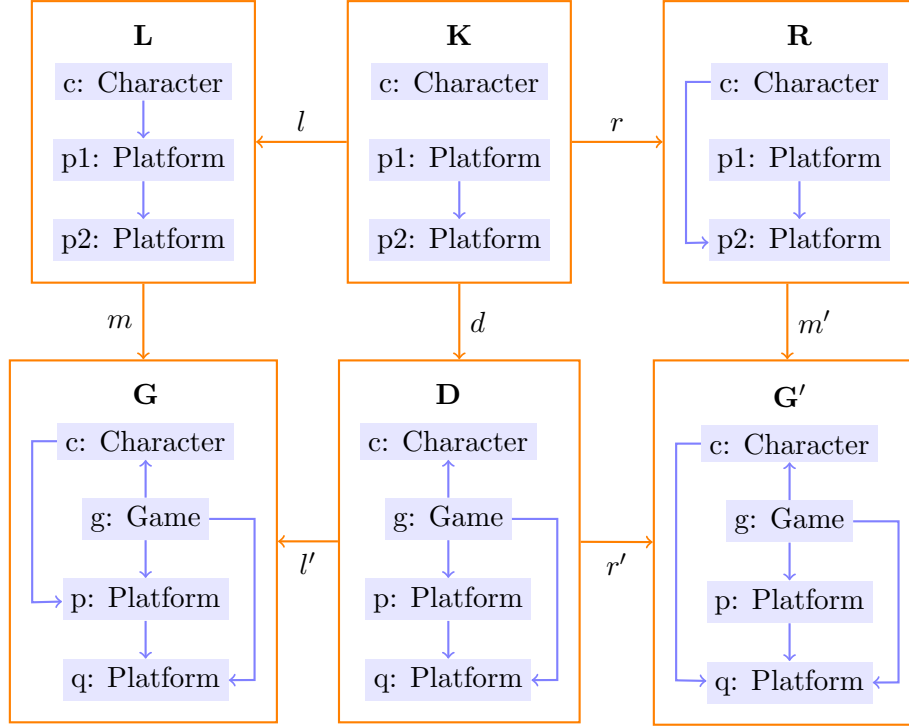 L
c: Character
p1: Platform
p2: Platform
l
K
c: Character
p1: Platform
p2: Platform
r
R
c: Character
p1: Platform
p2: Platform
m
d
m′
G
c: Character
g: Game
p: Platform
q: Platform
l′
D
c: Character
g: Game
p: Platform
q: Platform
r′
G′
c: Character
g: Game
p: Platform
q: Platform